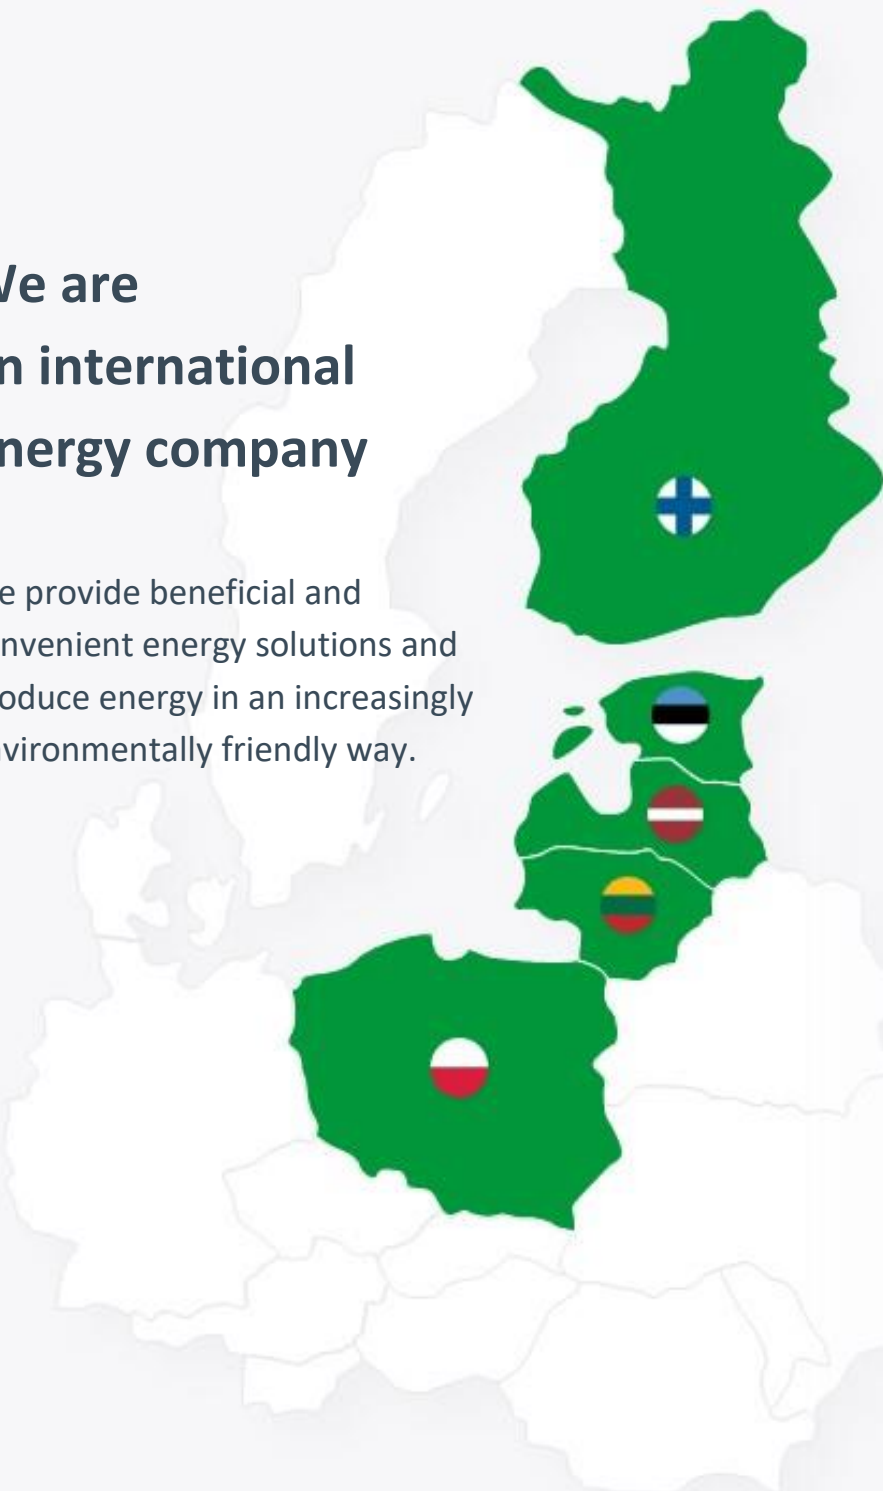 We are
n international
nergy company
e provide beneficial and
nvenient energy solutions and
oduce energy in an increasingly
vironmentally friendly way.